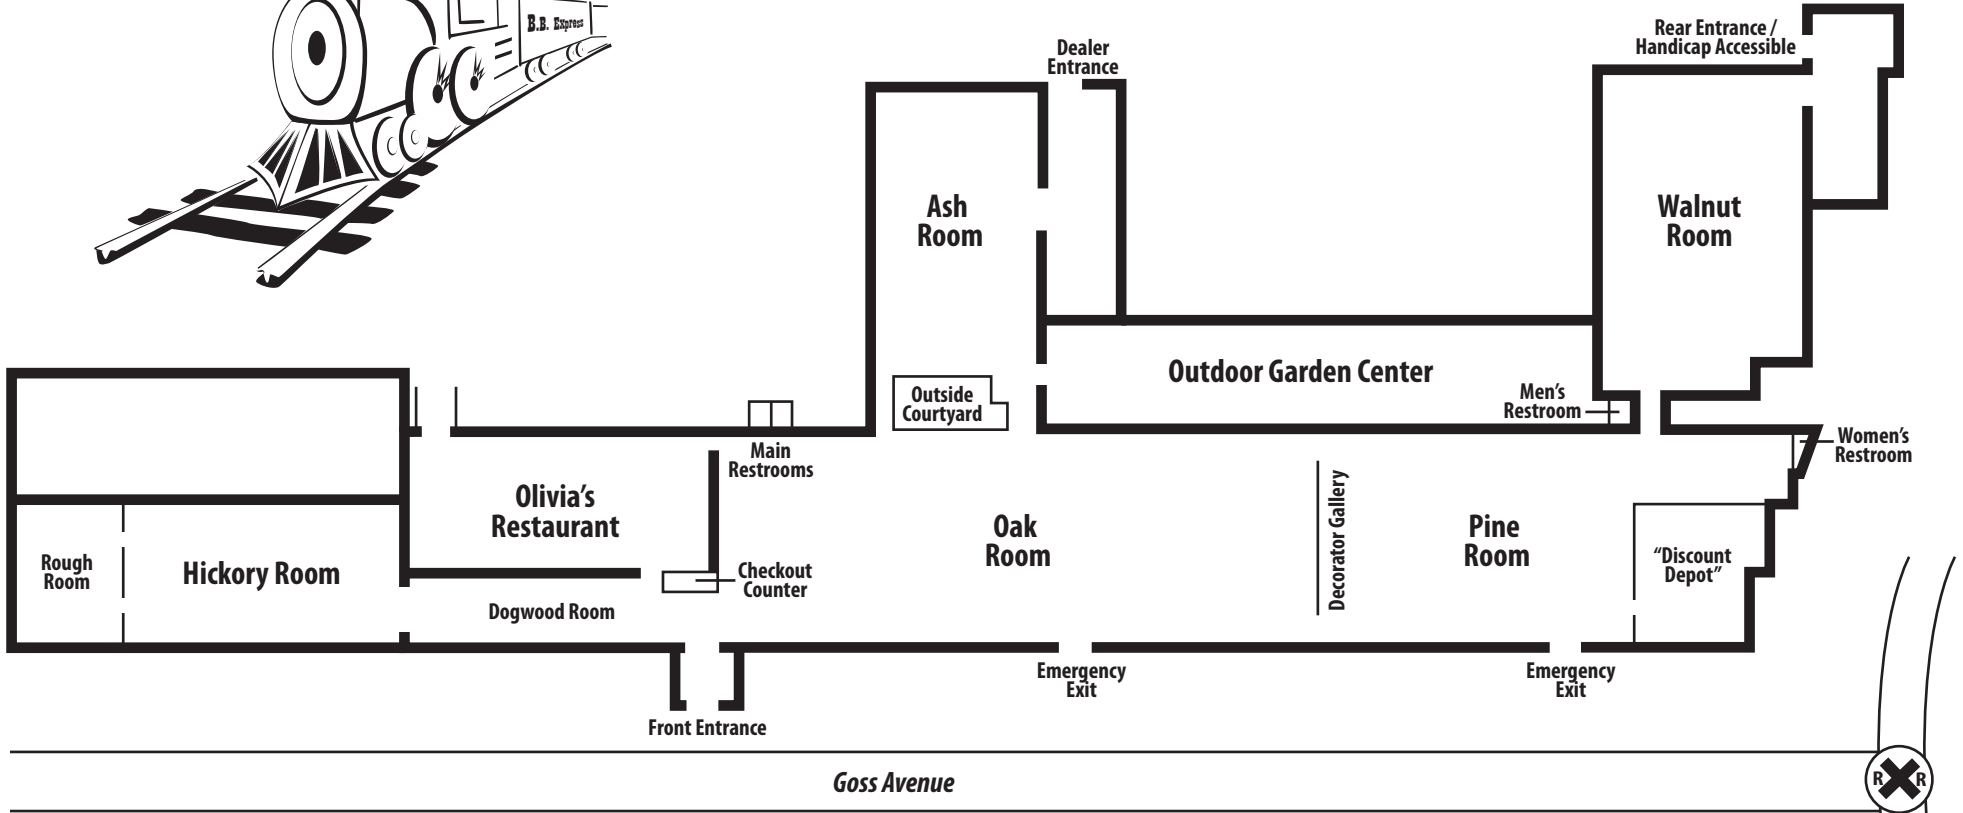 B.B. Express
Rear Entrance /
Handicap Accessible
Dealer
Entrance
Ash
Room
Walnut
Room
Outdoor Garden Center
Outside
Courtyard
Men's
Restroom
Women's
Restroom
Main
Restrooms
Olivia's
Restaurant
Oak
Room
Decorator Gallery
Pine
Room
"Discount
Depot"
Rough
Room
Hickory Room
Checkout
Counter
Dogwood Room
Emergency
Exit
Emergency
Exit
Front Entrance
Goss Avenue
R R